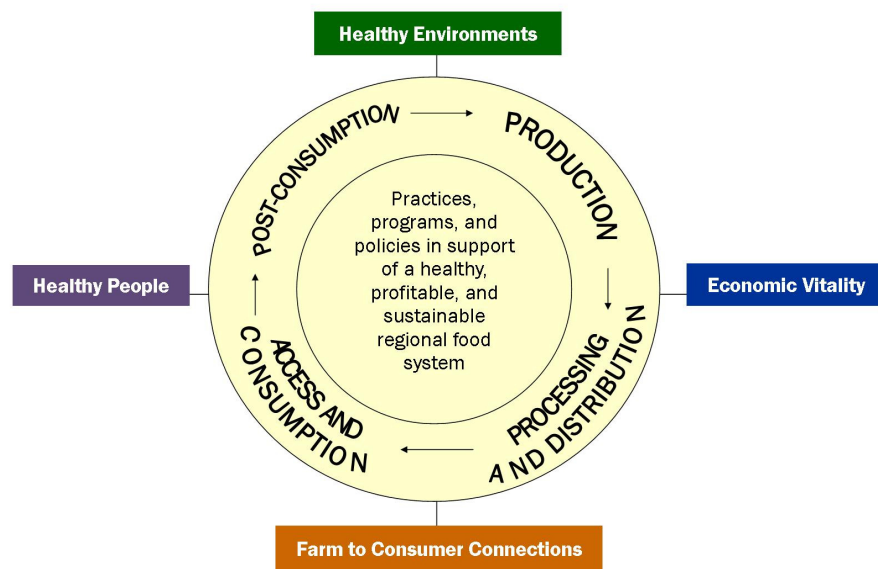 Healthy Environments
POST-CONSUMPTION
PRODUCTION
Practices,
programs, and
policies in support
of a healthy,
profitable, and
sustainable
regional food
system
Healthy People
Economic Vitality
ACCESS AND
CONSUMPTION
PROCESSING
AND DISTRIBUTION
Farm to Consumer Connections